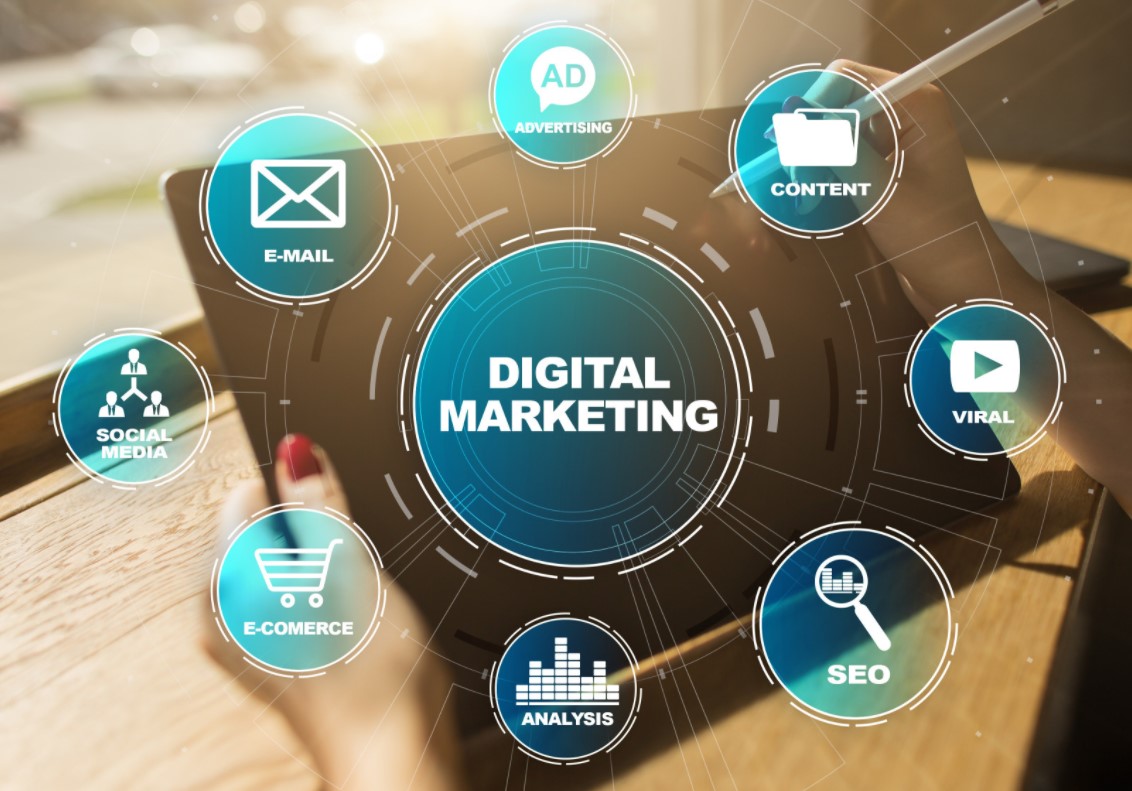 AD
ADVERTISING
CONTENT
E-MAIL
DIGITAL
MARKETING
VIRAL
SOCIAL
MEDIA
E-COMERCE
SEO
ANALYSIS